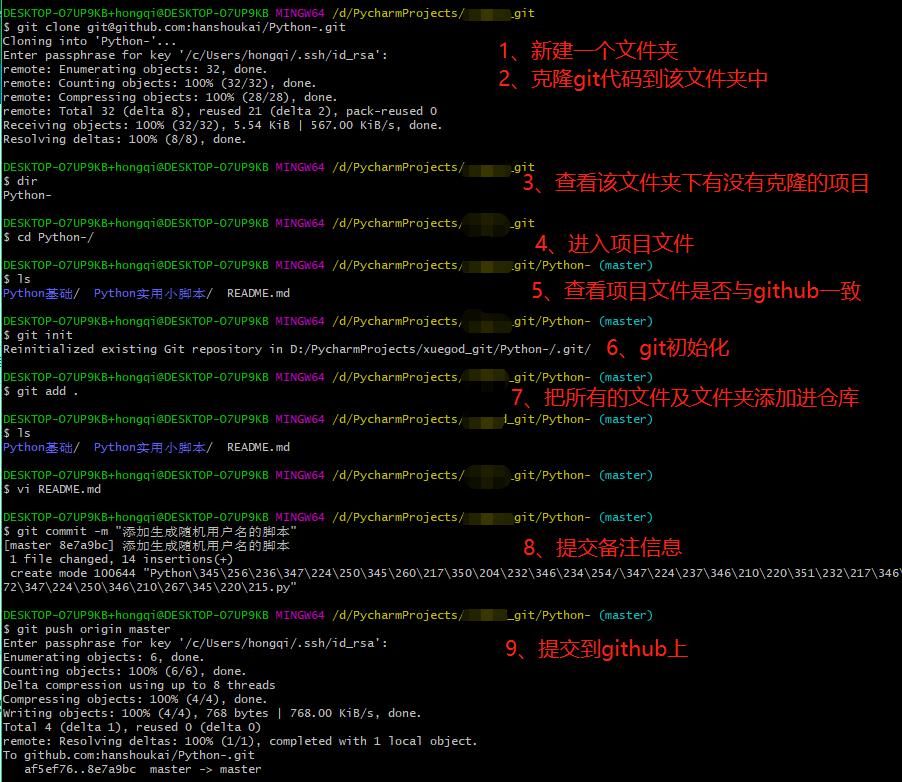 DESKTOP-O7UP9KB+hongqi@DESKTOP-O7UP9KB MINGW64 /d/PycharmProjects/ _git
$ git clone git@github.com:hanshoukai/Python-.git
Cloning into 'Python-'...
Enter passphrase for key '/c/Users/hongqi/.ssh/id_rsa':
remote: Enumerating objects: 32, done.
remote: Counting objects: 100% (32/32), done.
remote: Compressing objects: 100% (28/28), done.
remote: Total 32 (delta 8), reused 21 (delta 2), pack-reused 0
Receiving objects: 100% (32/32), 5.54 KiB | 567.00 KiB/s, done.
Resolving deltas: 100% (8/8), done.
1、新建一个文件夹
2、克隆git代码到该文件夹中
DESKTOP-O7UP9KB+hongqi@DESKTOP-O7UP9KB MINGW64 /d/PycharmProjects/ _git
$ dir
Python-
3、查看该文件夹下有没有克隆的项目
DESKTOP-O7UP9KB+hongqi@DESKTOP-O7UP9KB MINGW64 /d/PycharmProjects/ _git
$ cd Python-/
4、进入项目文件
DESKTOP-O7UP9KB+hongqi@DESKTOP-O7UP9KB MINGW64 /d/PycharmProjects/ _git/Python- (master)
$ ls
Python基础/ Python实用小脚本/ README.md
5、查看项目文件是否与github一致
DESKTOP-O7UP9KB+hongqi@DESKTOP-O7UP9KB MINGW64 /d/PycharmProjects/ _git/Python- (master)
$ git init
Reinitialized existing Git repository in D:/PycharmProjects/xuegod_git/Python-/.git/
6、git初始化
DESKTOP-O7UP9KB+hongqi@DESKTOP-O7UP9KB MINGW64 /d/PycharmProjects/ _git/Python- (master)
$ git add .
7、把所有的文件及文件夹添加进仓库
DESKTOP-O7UP9KB+hongqi@DESKTOP-O7UP9KB MINGW64 /d/PycharmProjects/ d_git/Python- (master)
$ ls
Python基础/ Python实用小脚本/ README.md
DESKTOP-O7UP9KB+hongqi@DESKTOP-O7UP9KB MINGW64 /d/PycharmProjects/ _git/Python- (master)
$ vi README.md
DESKTOP-O7UP9KB+hongqi@DESKTOP-O7UP9KB MINGW64 /d/PycharmProjects/ _git/Python- (master)
$ git commit -m "添加生成随机用户名的脚本"
[master 8e7a9bc] 添加生成随机用户名的脚本
1 file changed, 14 insertions(+)
create mode 100644 "Python\345\256\236\347\224\250\345\260\217\350\204\232\346\234\254/\347\224\237\346\210\220\351\232\217\346\
72\347\224\250\346\210\267\345\220\215.py"
8、提交备注信息
DESKTOP-O7UP9KB+hongqi@DESKTOP-O7UP9KB MINGW64 /d/PycharmProjects/ _git/Python- (master)
$ git push origin master
Enter passphrase for key '/c/Users/hongqi/.ssh/id_rsa':
Enumerating objects: 6, done.
Counting objects: 100% (6/6), done.
Delta compression using up to 8 threads
Compressing objects: 100% (4/4), done.
Writing objects: 100% (4/4), 768 bytes | 768.00 KiB/s, done.
Total 4 (delta 1), reused 0 (delta 0)
remote: Resolving deltas: 100% (1/1), completed with 1 local object.
To github.com:hanshoukai/Python-.git
af5ef76..8e7a9bc master -> master
9、提交到github上